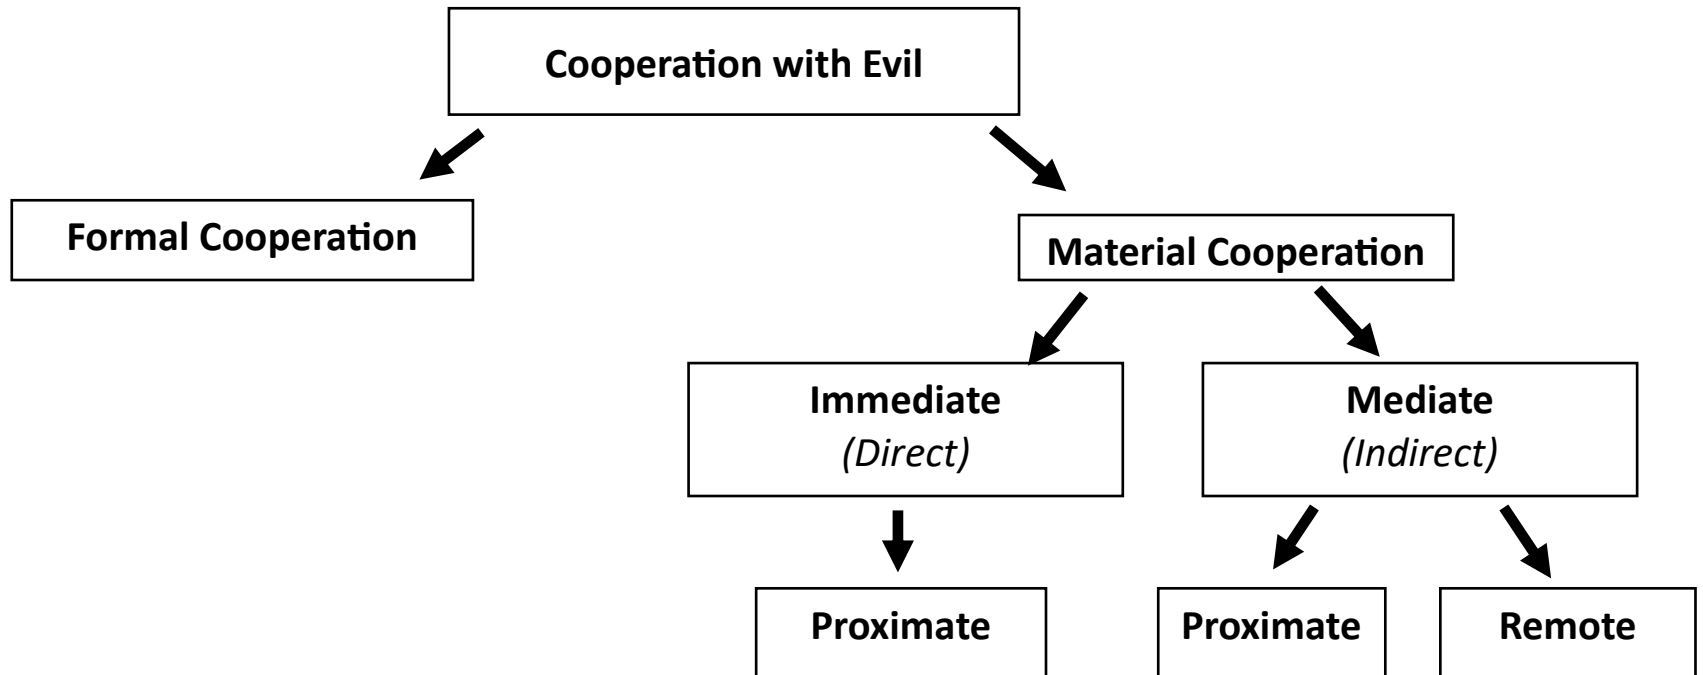 Cooperation with Evil
Formal Cooperation
Material Cooperation
Immediate
(Direct)
Mediate
(Indirect)
Proximate
Proximate
Remote